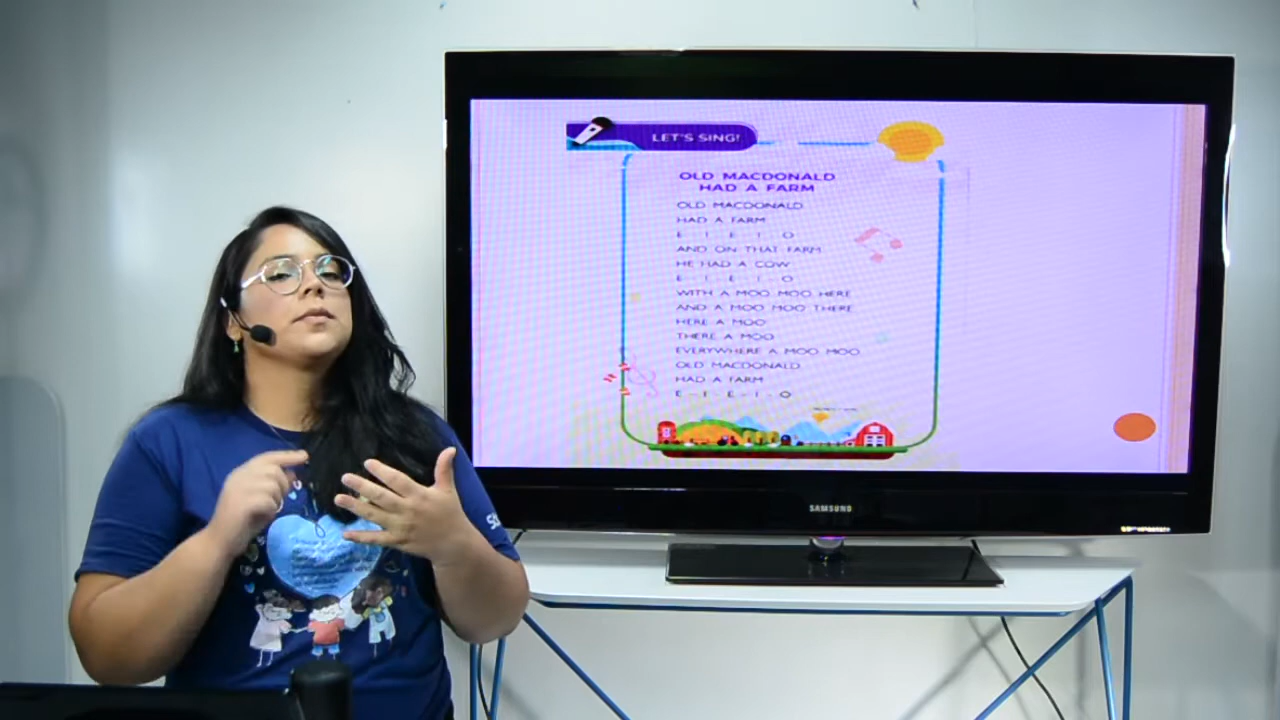 LET'S SING!
OLD MACDONALD
HAD A FARM
OLD MACDONALD
HAD A FARM
E - I - E - I - O
AND ON THAT FARM
HE HAD A COW
E - I - E - I - O
WITH A MOO MOO HERE
AND A MOO MOO THERE
HERE A MOO
THERE A MOO
EVERYWHERE A MOO MOO
OLD MACDONALD
HAD A FARM
E - I - E - I - O
SAMSUNG